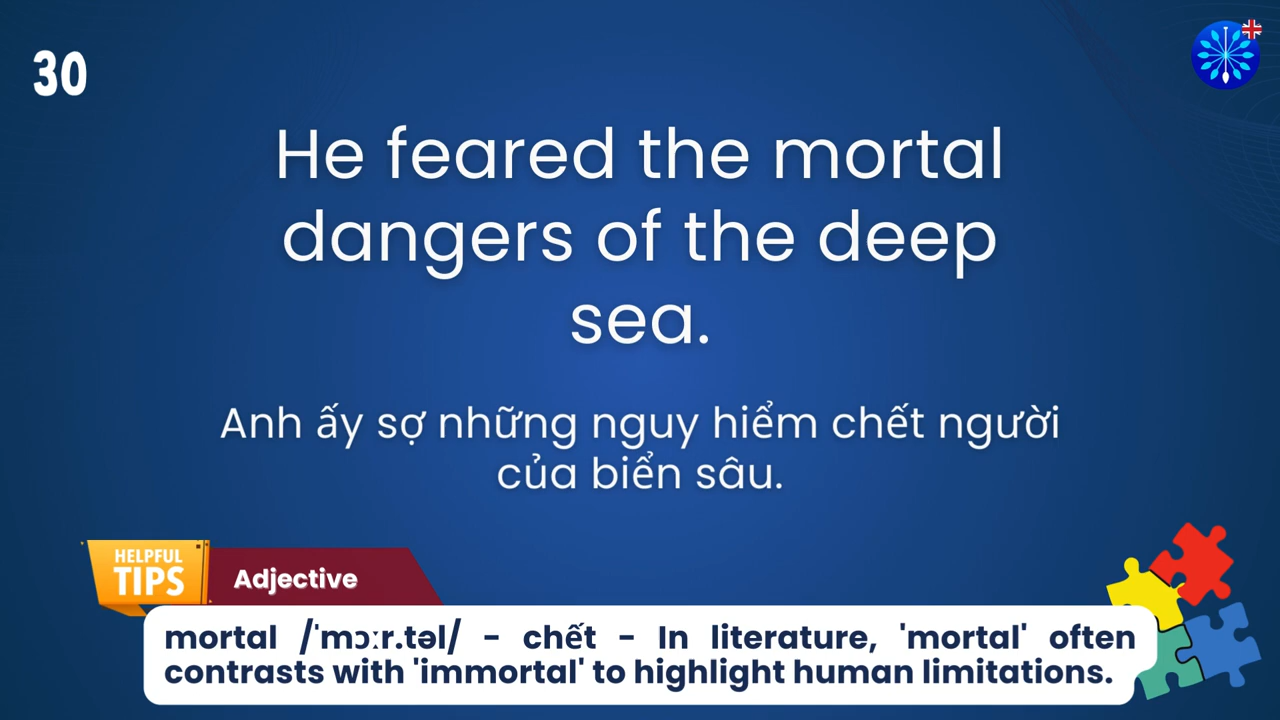 30
He feared the mortal
dangers of the deep
sea.
Anh ấy sợ những nguy hiểm chết người
của biển sâu.
HELPFUL
TIPS
Adjective
mortal /ˈmɔːr.təl/ - chết - In literature, 'mortal' often
contrasts with 'immortal' to highlight human limitations.